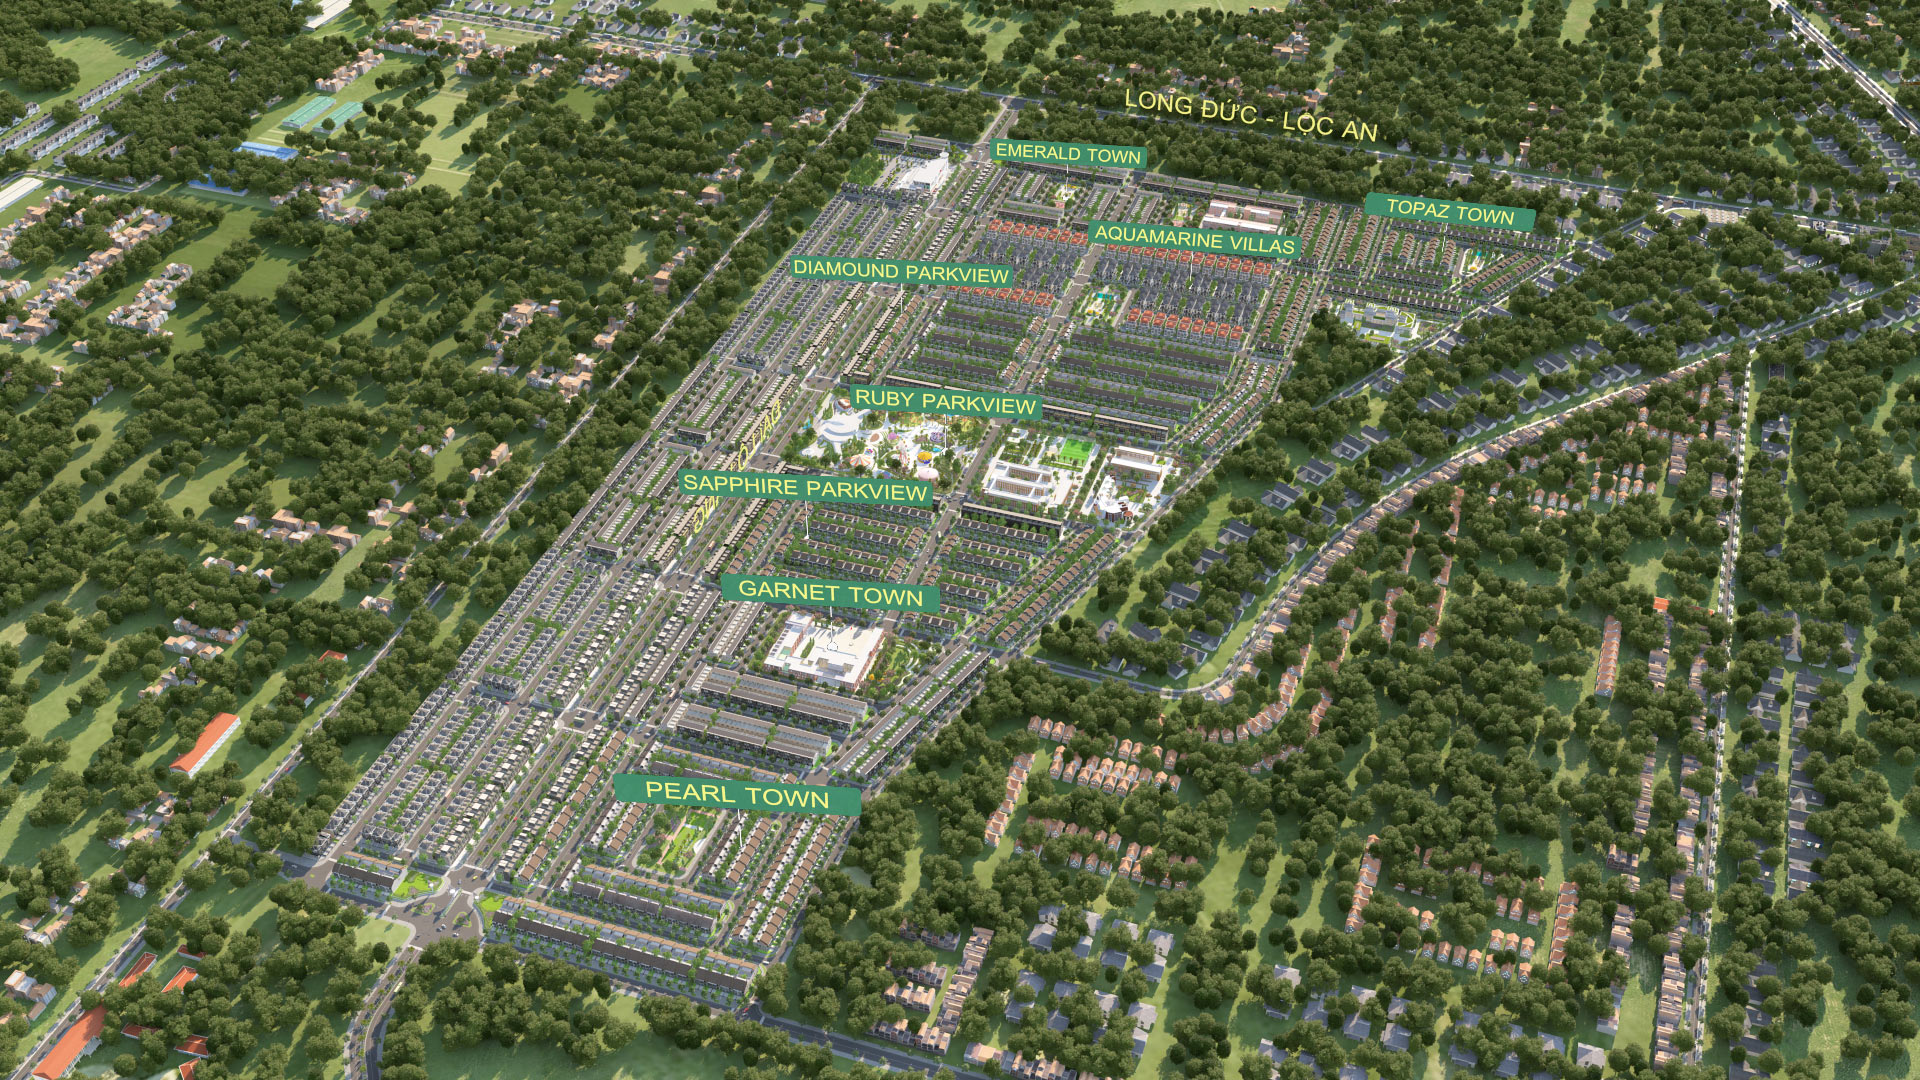 LONG ĐỨC - LỘC AN
EMERALD TOWN
TOPAZ TOWN
AQUAMARINE VILLAS
DIAMOUND PARKVIEW
RUBY PARKVIEW
SAPPHIRE PARKVIEW
GARNET TOWN
PEARL TOWN